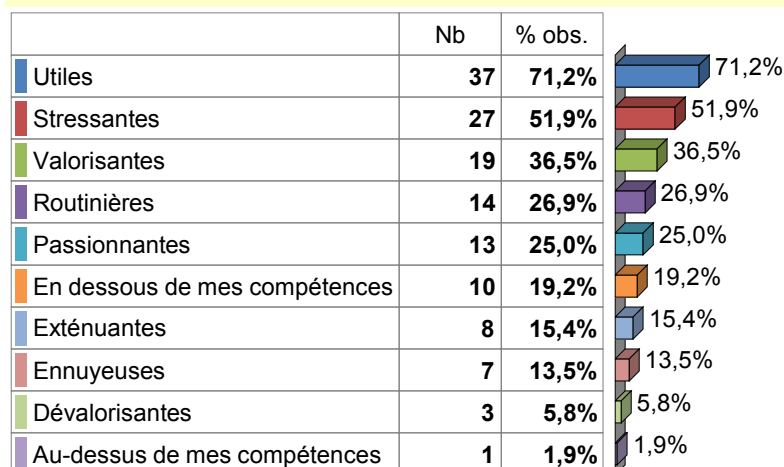 Nb % obs.
Utiles 37 71,2% 71,2%
Stressantes 27 51,9% 51,9%
Valorisantes 19 36,5% 36,5%
Routinières 14 26,9% 26,9%
Passionnantes 13 25,0% 25,0%
En dessous de mes compétences 10 19,2% 19,2%
Exténuantes 8 15,4% 15,4%
Ennuyeuses 7 13,5% 13,5%
Dévalorisantes 3 5,8% 5,8%
Au-dessus de mes compétences 1 1,9% 1,9%